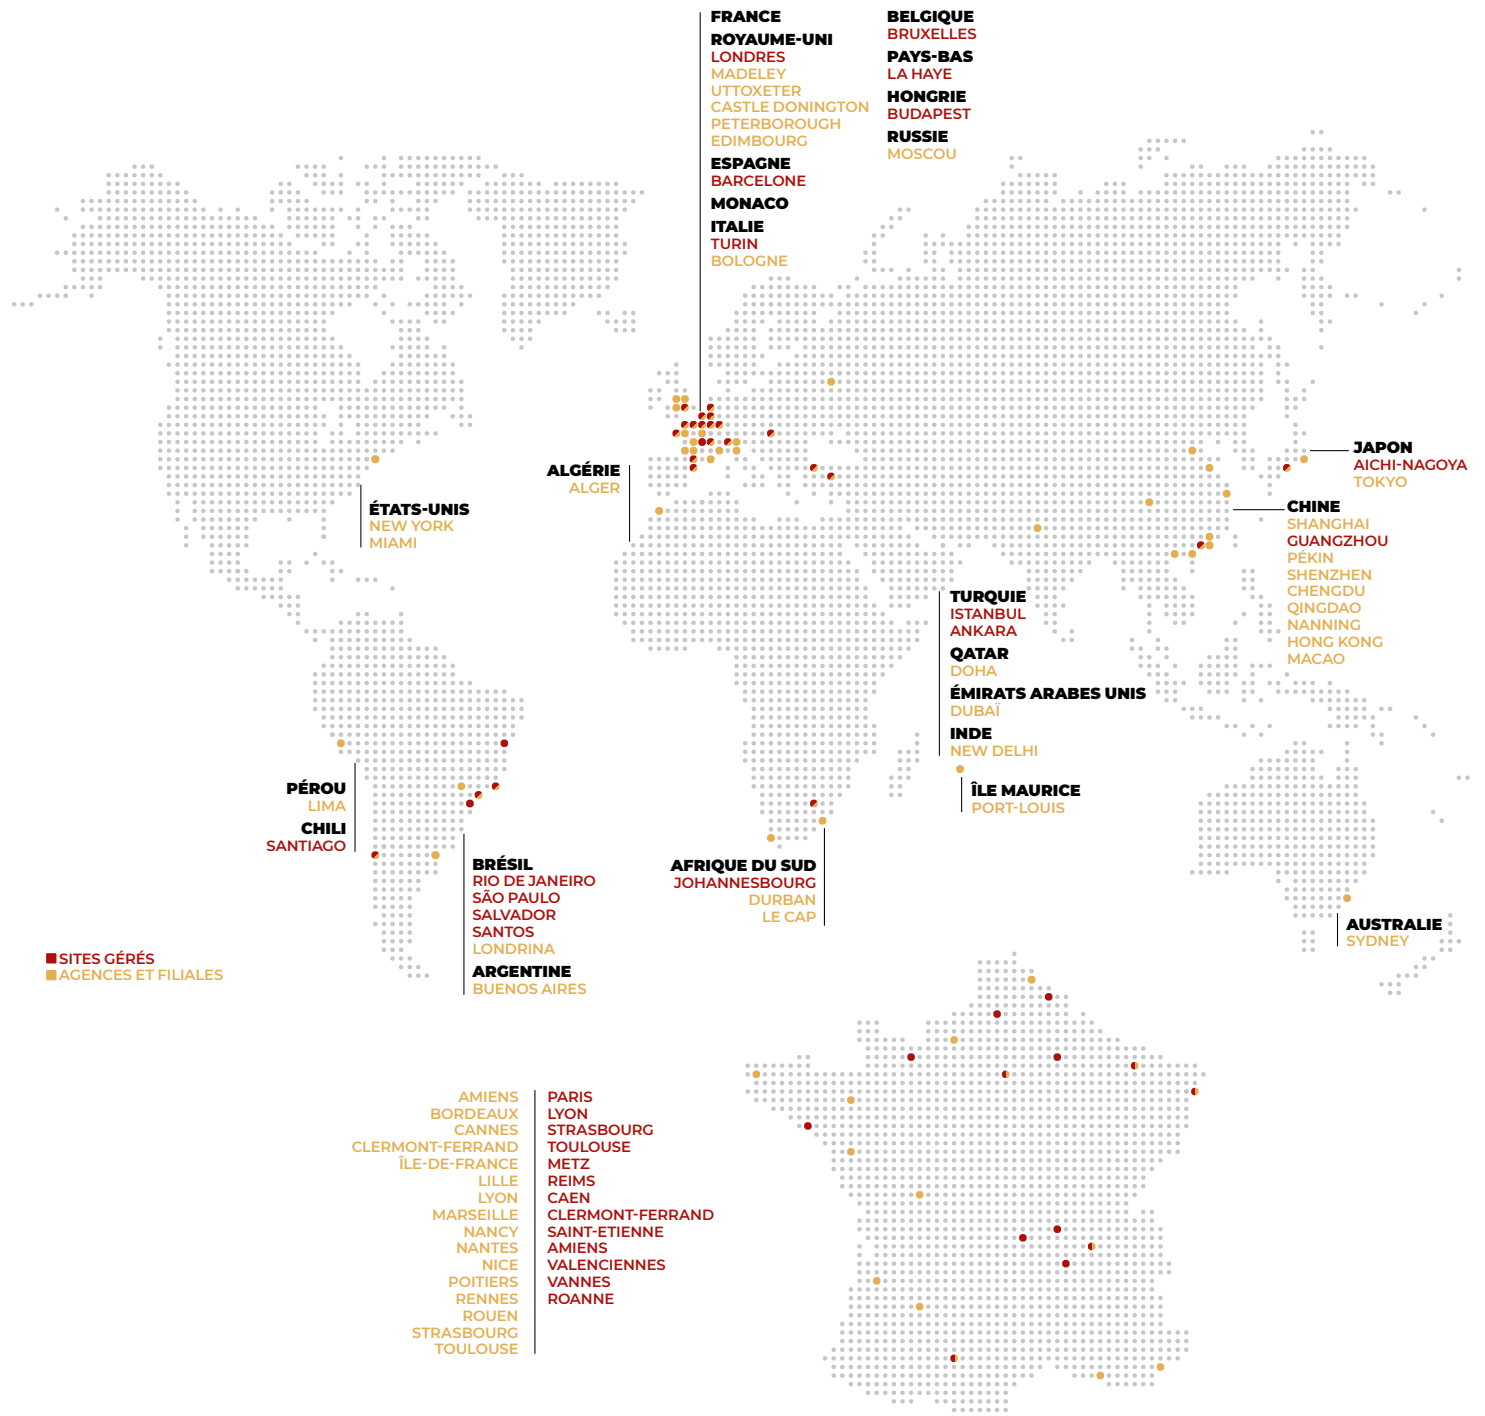 FRANCE
ROYAUME-UNI
LONDRES
MADELEY
UTTOXETER
CASTLE DONINGTON
PETERBOROUGH
EDIMBOURG
ESPAGNE
BARCELONE
MONACO
ITALIE
TURIN
BOLOGNE
BELGIQUE
BRUXELLES
PAYS-BAS
LA HAYE
HONGRIE
BUDAPEST
RUSSIE
MOSCOU
ALGÉRIE
ALGER
ÉTATS-UNIS
NEW YORK
MIAMI
JAPON
AICHI-NAGOYA
TOKYO
CHINE
SHANGHAI
GUANGZHOU
PÉKIN
SHENZHEN
CHENGDU
QINGDAO
NANNING
HONG KONG
MACAO
TURQUIE
ISTANBUL
ANKARA
QATAR
DOHA
ÉMIRATS ARABES UNIS
DUBAÏ
INDE
NEW DELHI
ÎLE MAURICE
PORT-LOUIS
PÉROU
LIMA
CHILI
SANTIAGO
BRÉSIL
RIO DE JANEIRO
SÃO PAULO
SALVADOR
SANTOS
LONDRINA
ARGENTINE
BUENOS AIRES
AFRIQUE DU SUD
JOHANNESBOURG
DURBAN
LE CAP
AUSTRALIE
SYDNEY
SITES GÉRÉS
AGENCES ET FILIALES
AMIENS
BORDEAUX
CANNES
CLERMONT-FERRAND
ÎLE-DE-FRANCE
LILLE
LYON
MARSEILLE
NANCY
NANTES
NICE
POITIERS
RENNES
ROUEN
STRASBOURG
TOULOUSE
PARIS
LYON
STRASBOURG
TOULOUSE
METZ
REIMS
CAEN
CLERMONT-FERRAND
SAINT-ETIENNE
AMIENS
VALENCIENNES
VANNES
ROANNE